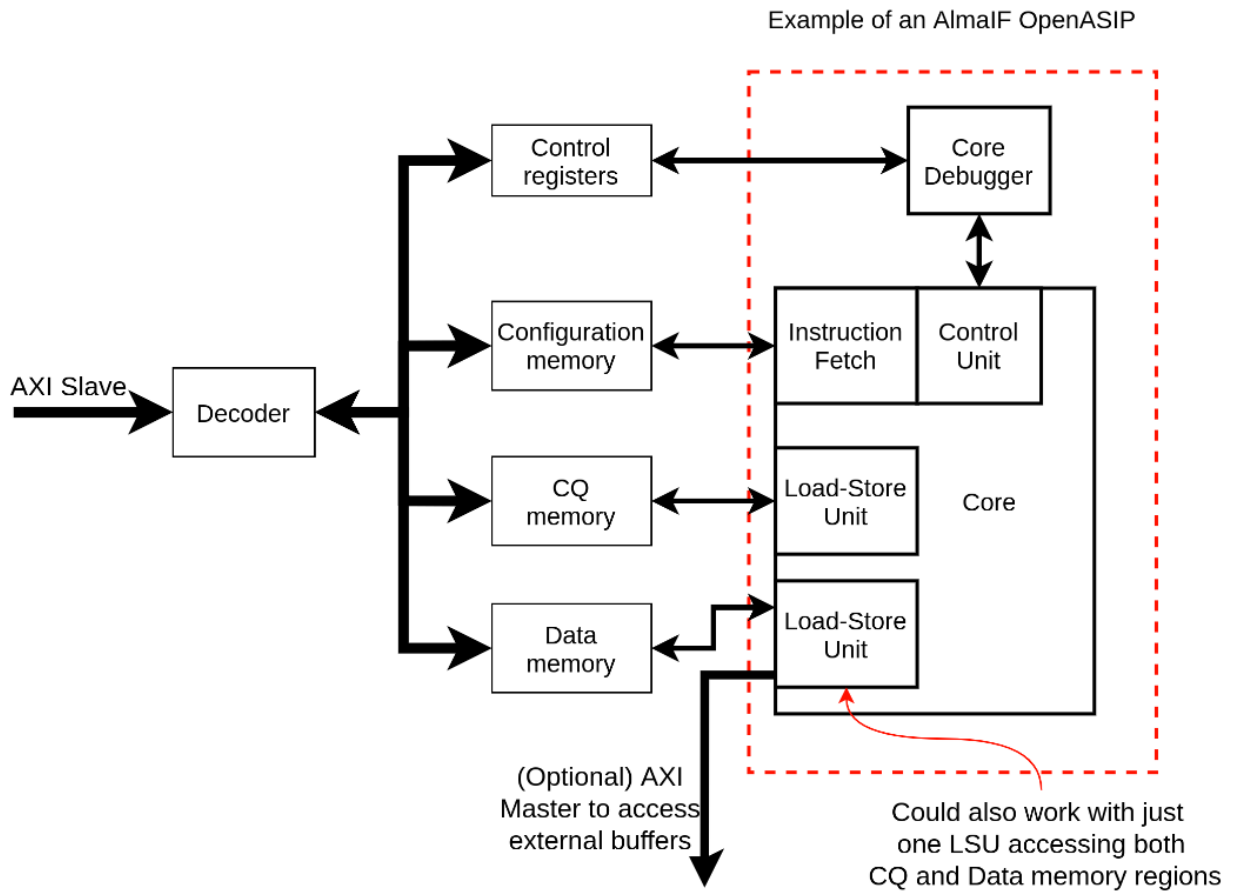 Example of an AlmaIF OpenASIP
Control
registers
Core
Debugger
Configuration
memory
Instruction
Fetch
Control
Unit
AXI Slave
Decoder
CQ
memory
Load-Store
Unit
Core
Data
memory
Load-Store
Unit
(Optional) AXI
Master to access
external buffers
Could also work with just
one LSU accessing both
CQ and Data memory regions